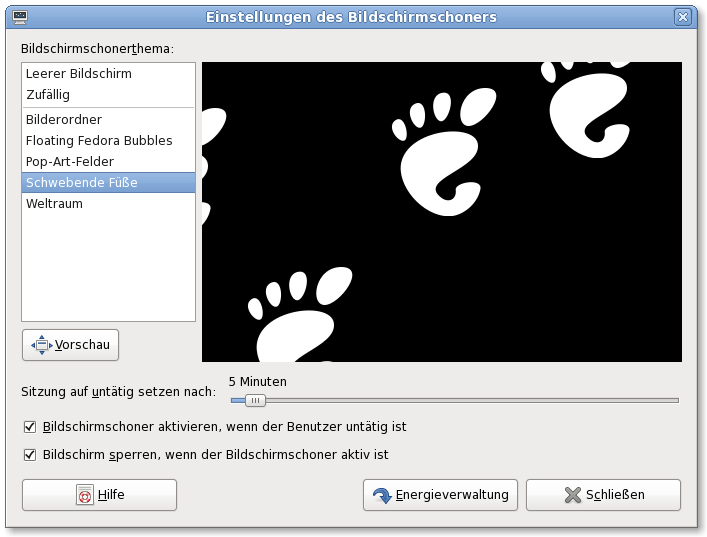 Einstellungen des Bildschirmschoners
Bildschirmschonerthema:
Leerer Bildschirm
Zufällig
Bilderordner
Floating Fedora Bubbles
Pop-Art-Felder
Schwebende Füße
Weltraum
Vorschau
Sitzung auf untätig setzen nach:
5 Minuten
Bildschirmschoner aktivieren, wenn der Benutzer untätig ist
Bildschirm sperren, wenn der Bildschirmschoner aktiv ist
Hilfe
Energieverwaltung
Schließen